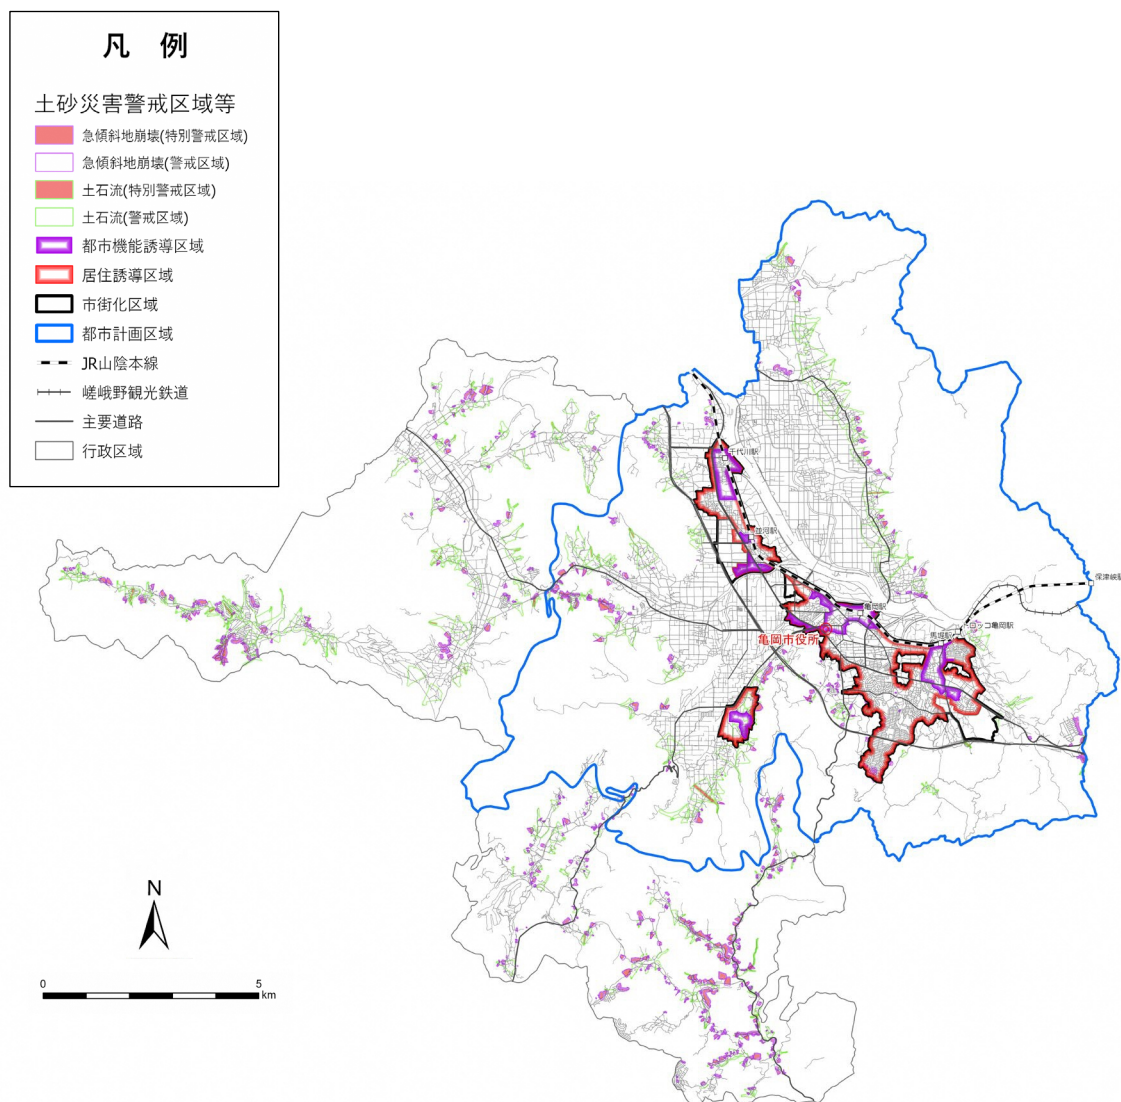 凡 例
土砂災害警戒区域等
急傾斜地崩壊(特別警戒区域)
急傾斜地崩壊(警戒区域)
土石流(特別警戒区域)
土石流(警戒区域)
都市機能誘導区域
居住誘導区域
市街化区域
都市計画区域
JR山陰本線
嵯峨野観光鉄道
主要道路
行政区域
千代川駅
並河駅
保津峡駅
亀岡駅
トロッコ亀岡駅
馬堀駅
亀岡市役所
N
0 5
km